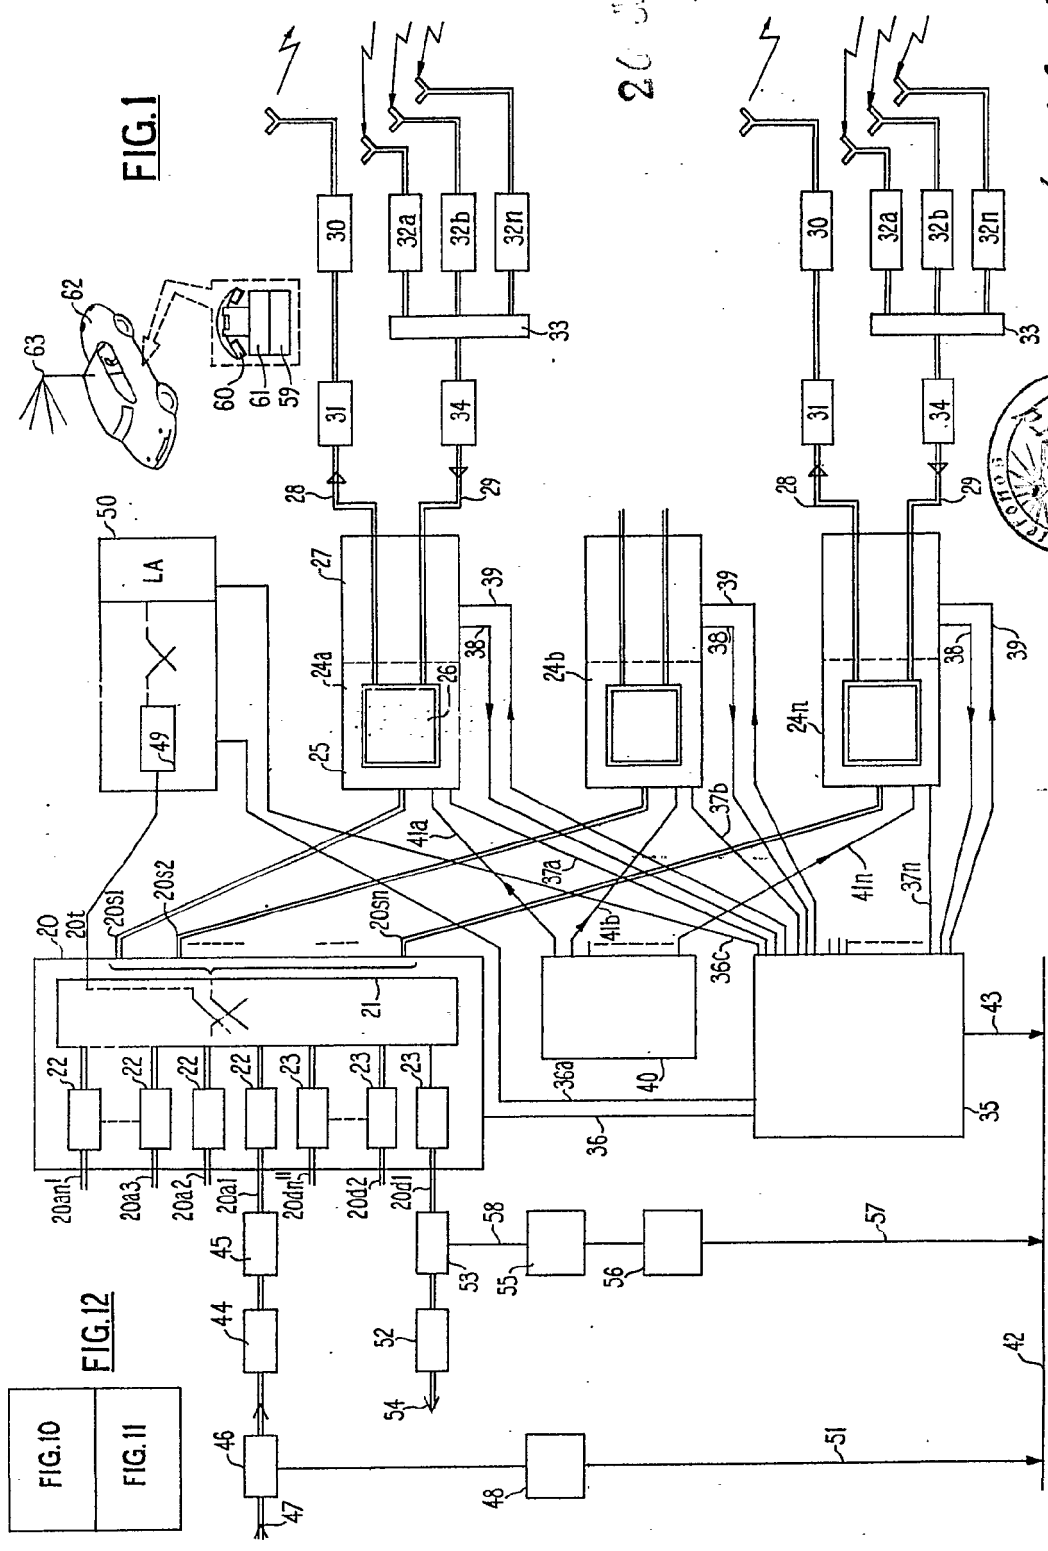 FIG.1
FIG.12
FIG.10
FIG.11
63
62
60
61
59
50
LA
49
20
20t
20s1
20s2
20sn
21
22
22
22
22
23
23
23
20an'
20a3
20a2
20a1
20dn"
20d2
20d1
45
44
46
47
48
51
52
53
54
55
56
57
58
42
43
35
36
36a
36c
40
41a
41b
41n
37a
37b
37n
24a
25
26
27
28
29
38
39
30
31
32a
32b
32n
33
34
24b
38
39
24n
28
29
38
39
30
31
32a
32b
32n
33
34